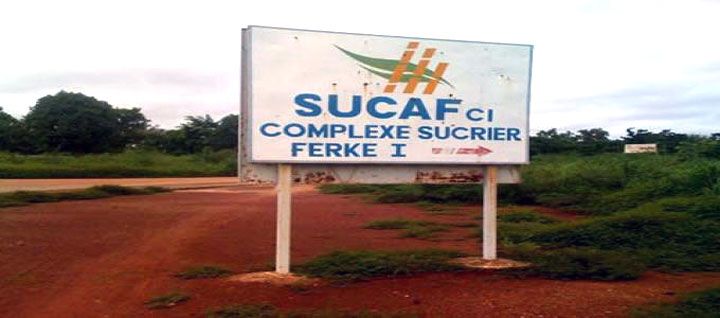 SUCAF CI
COMPLEXE SUCRIER
FERKE I